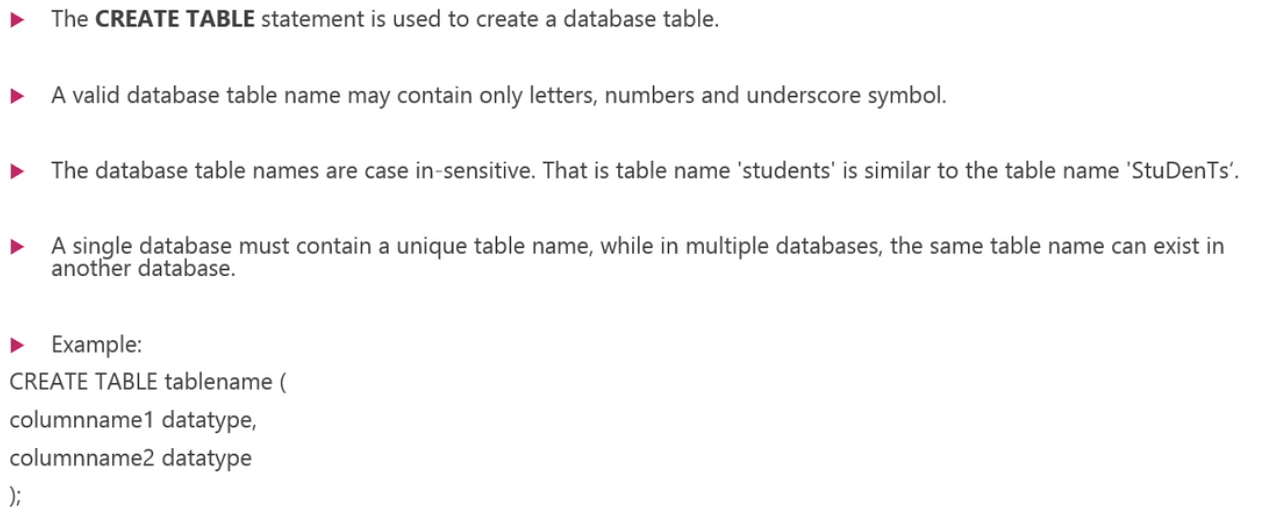 The CREATE TABLE statement is used to create a database table.
A valid database table name may contain only letters, numbers and underscore symbol.
The database table names are case in-sensitive. That is table name 'students' is similar to the table name 'StuDenTs’.
A single database must contain a unique table name, while in multiple databases, the same table name can exist in
another database.
Example:
CREATE TABLE tablename (
columnname1 datatype,
columnname2 datatype
);